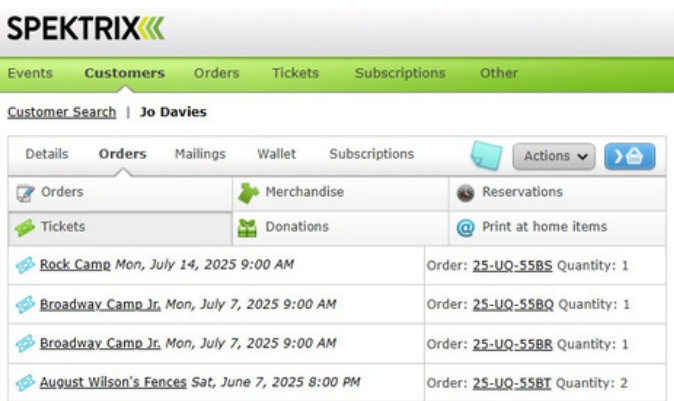 SPEKTRIX
Events Customers Orders Tickets Subscriptions Other
Customer Search | Jo Davies
Details Orders Mailings Wallet Subscriptions Actions
Orders Merchandise Reservations
Tickets Donations Print at home items
Rock Camp Mon, July 14, 2025 9:00 AM Order: 25-UQ-55BS Quantity: 1
Broadway Camp Jr. Mon, July 7, 2025 9:00 AM Order: 25-UQ-55BQ Quantity: 1
Broadway Camp Jr. Mon, July 7, 2025 9:00 AM Order: 25-UQ-55BR Quantity: 1
August Wilson's Fences Sat, June 7, 2025 8:00 PM Order: 25-UQ-55BT Quantity: 2